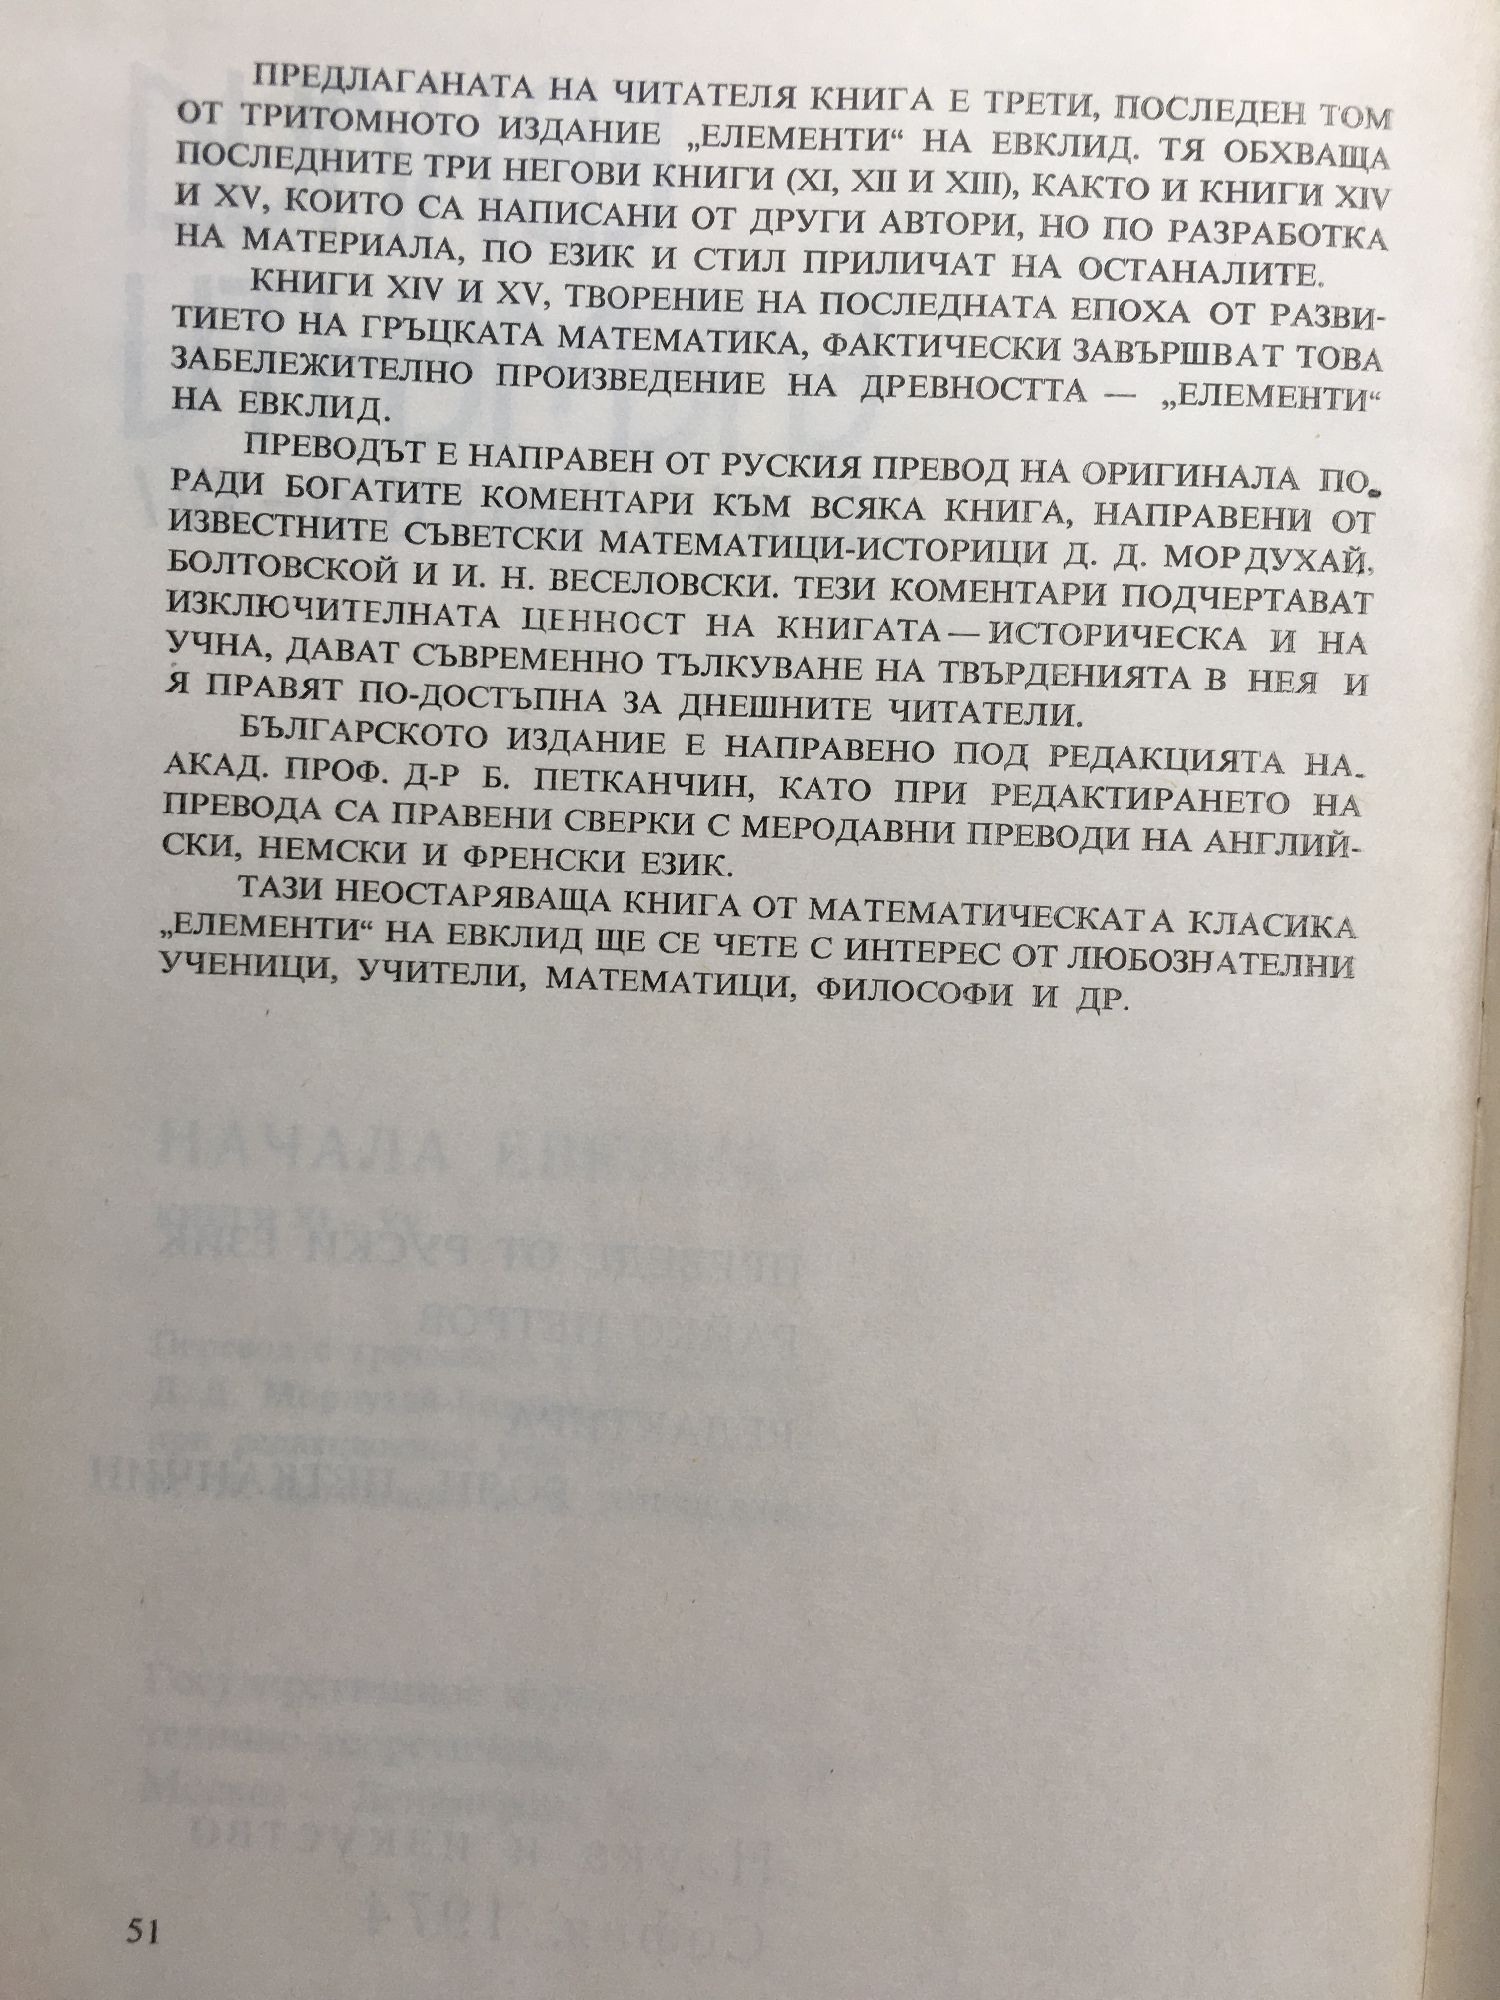 ПРЕДЛАГАНАТА НА ЧИТАТЕЛЯ КНИГА Е ТРЕТИ, ПОСЛЕДЕН ТОМ
ОТ ТРИТОМНОТО ИЗДАНИЕ „ЕЛЕМЕНТИ“ НА ЕВКЛИД. ТЯ ОБХВАЩА
ПОСЛЕДНИТЕ ТРИ НЕГОВИ КНИГИ (XI, XII И XIII), КАКТО И КНИГИ XIV
И XV, КОИТО СА НАПИСАНИ ОТ ДРУГИ АВТОРИ, НО ПО РАЗРАБОТКА
НА МАТЕРИАЛА, ПО ЕЗИК И СТИЛ ПРИЛИЧАТ НА ОСТАНАЛИТЕ.
КНИГИ XIV И XV, ТВОРЕНИЕ НА ПОСЛЕДНАТА ЕПОХА ОТ РАЗВИ-
ТИЕТО НА ГРЪЦКАТА МАТЕМАТИКА, ФАКТИЧЕСКИ ЗАВЪРШВАТ ТОВА
ЗАБЕЛЕЖИТЕЛНО ПРОИЗВЕДЕНИЕ НА ДРЕВНОСТТА — „ЕЛЕМЕНТИ“
НА ЕВКЛИД.
ПРЕВОДЪТ Е НАПРАВЕН ОТ РУСКИЯ ПРЕВОД НА ОРИГИНАЛА ПО-
РАДИ БОГАТИТЕ КОМЕНТАРИ КЪМ ВСЯКА КНИГА, НАПРАВЕНИ ОТ
ИЗВЕСТНИТЕ СЪВЕТСКИ МАТЕМАТИЦИ-ИСТОРИЦИ Д. Д. МОРДУХАЙ-
БОЛТОВСКОЙ И И. Н. ВЕСЕЛОВСКИ. ТЕЗИ КОМЕНТАРИ ПОДЧЕРТАВАТ
ИЗКЛЮЧИТЕЛНАТА ЦЕННОСТ НА КНИГАТА — ИСТОРИЧЕСКА И НА
УЧНА, ДАВАТ СЪВРЕМЕННО ТЪЛКУВАНЕ НА ТВЪРДЕНИЯТА В НЕЯ И
Я ПРАВЯТ ПО-ДОСТЪПНА ЗА ДНЕШНИТЕ ЧИТАТЕЛИ.
БЪЛГАРСКОТО ИЗДАНИЕ Е НАПРАВЕНО ПОД РЕДАКЦИЯТА НА
АКАД. ПРОФ. Д-Р Б. ПЕТКАНЧИН, КАТО ПРИ РЕДАКТИРАНЕТО НА
ПРЕВОДА СА ПРАВЕНИ СВЕРКИ С МЕРОДАВНИ ПРЕВОДИ НА АНГЛИЙ-
СКИ, НЕМСКИ И ФРЕНСКИ ЕЗИК.
ТАЗИ НЕОСТАРЯВАЩА КНИГА ОТ МАТЕМАТИЧЕСКАТА КЛАСИКА
„ЕЛЕМЕНТИ“ НА ЕВКЛИД ЩЕ СЕ ЧЕТЕ С ИНТЕРЕС ОТ ЛЮБОЗНАТЕЛНИ
УЧЕНИЦИ, УЧИТЕЛИ, МАТЕМАТИЦИ, ФИЛОСОФИ И ДР.
51